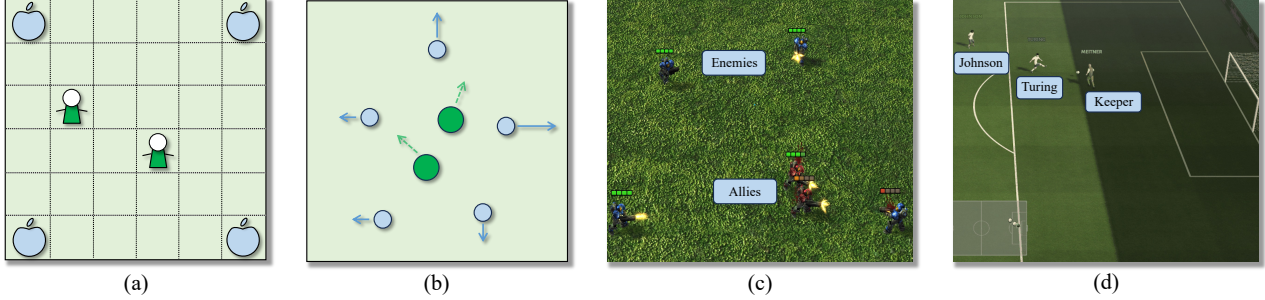 Enemies
Allies
Johnson
Turing
Keeper
(a)
(b)
(c)
(d)